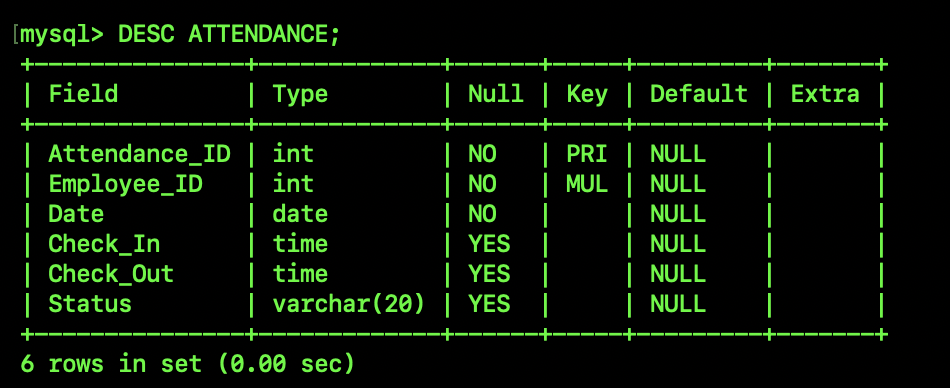 [mysql> DESC ATTENDANCE;
+---------------+-------------+------+-----+---------+-------+
| Field         | Type        | Null | Key | Default | Extra |
+---------------+-------------+------+-----+---------+-------+
| Attendance_ID | int         | NO   | PRI | NULL    |       |
| Employee_ID   | int         | NO   | MUL | NULL    |       |
| Date          | date        | NO   |     | NULL    |       |
| Check_In      | time        | YES  |     | NULL    |       |
| Check_Out     | time        | YES  |     | NULL    |       |
| Status        | varchar(20) | YES  |     | NULL    |       |
+---------------+-------------+------+-----+---------+-------+
6 rows in set (0.00 sec)